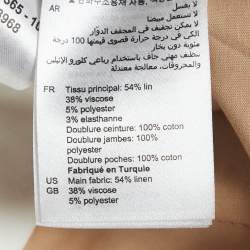 AR
لا تستعمل مبيضا
لا تجفف في المجفف الدوار
كي بدرجة حرارة قصوى قيمتها 100 درجة
مئوية دون بخار
تنظيف مهني جاف باستخدام رباعي كلورو الإثيلين
والمحروقات، معالجة معتدلة
FR Tissu principal: 54% lin
38% viscose
5% polyester
3% elasthanne
Doublure ceinture: 100% coton
Doublure jambes: 100%
polyester
Doublure poches: 100% coton
Fabriqué en Turquie
US Main fabric: 54% linen
GB 38% viscose
5% polyester